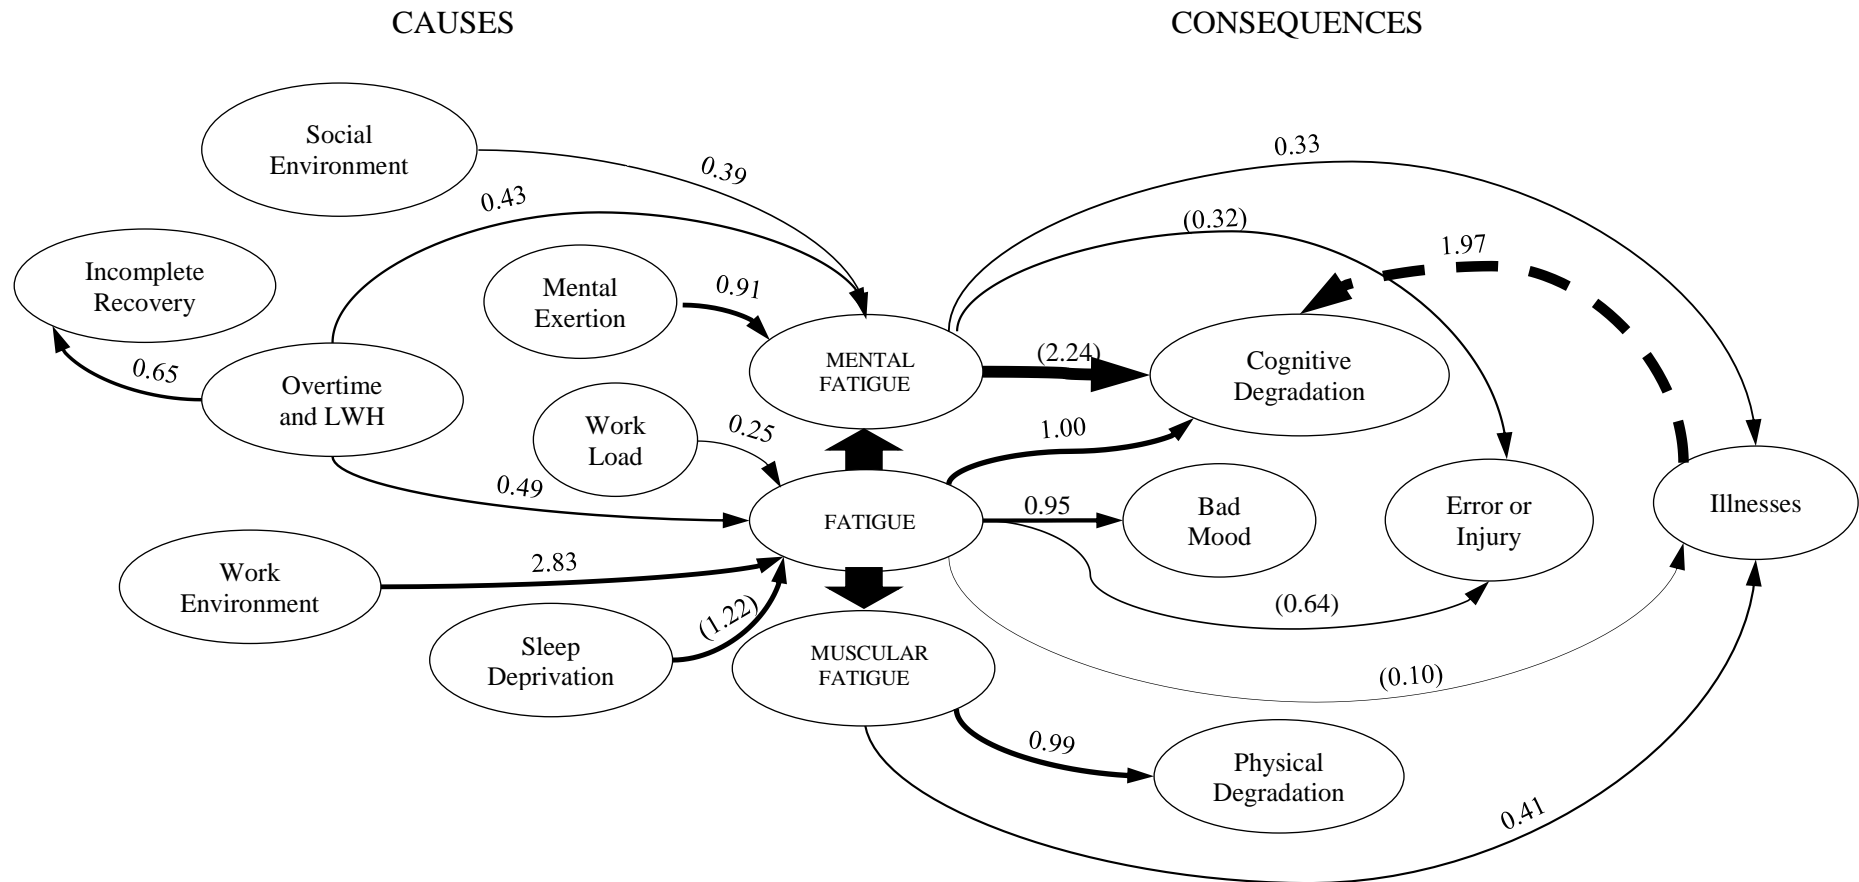 CAUSES
CONSEQUENCES
Social
Environment
0.39
0.33
0.43
(0.32)
1.97
Incomplete
Recovery
Mental
Exertion
0.91
0.65
Overtime
and LWH
MENTAL
FATIGUE
(2.24)
Cognitive
Degradation
Work
Load
0.25
1.00
0.49
FATIGUE
0.95
Bad
Mood
Error or
Injury
Illnesses
Work
Environment
2.83
(1.22)
(0.64)
Sleep
Deprivation
MUSCULAR
FATIGUE
(0.10)
0.99
Physical
Degradation
0.41